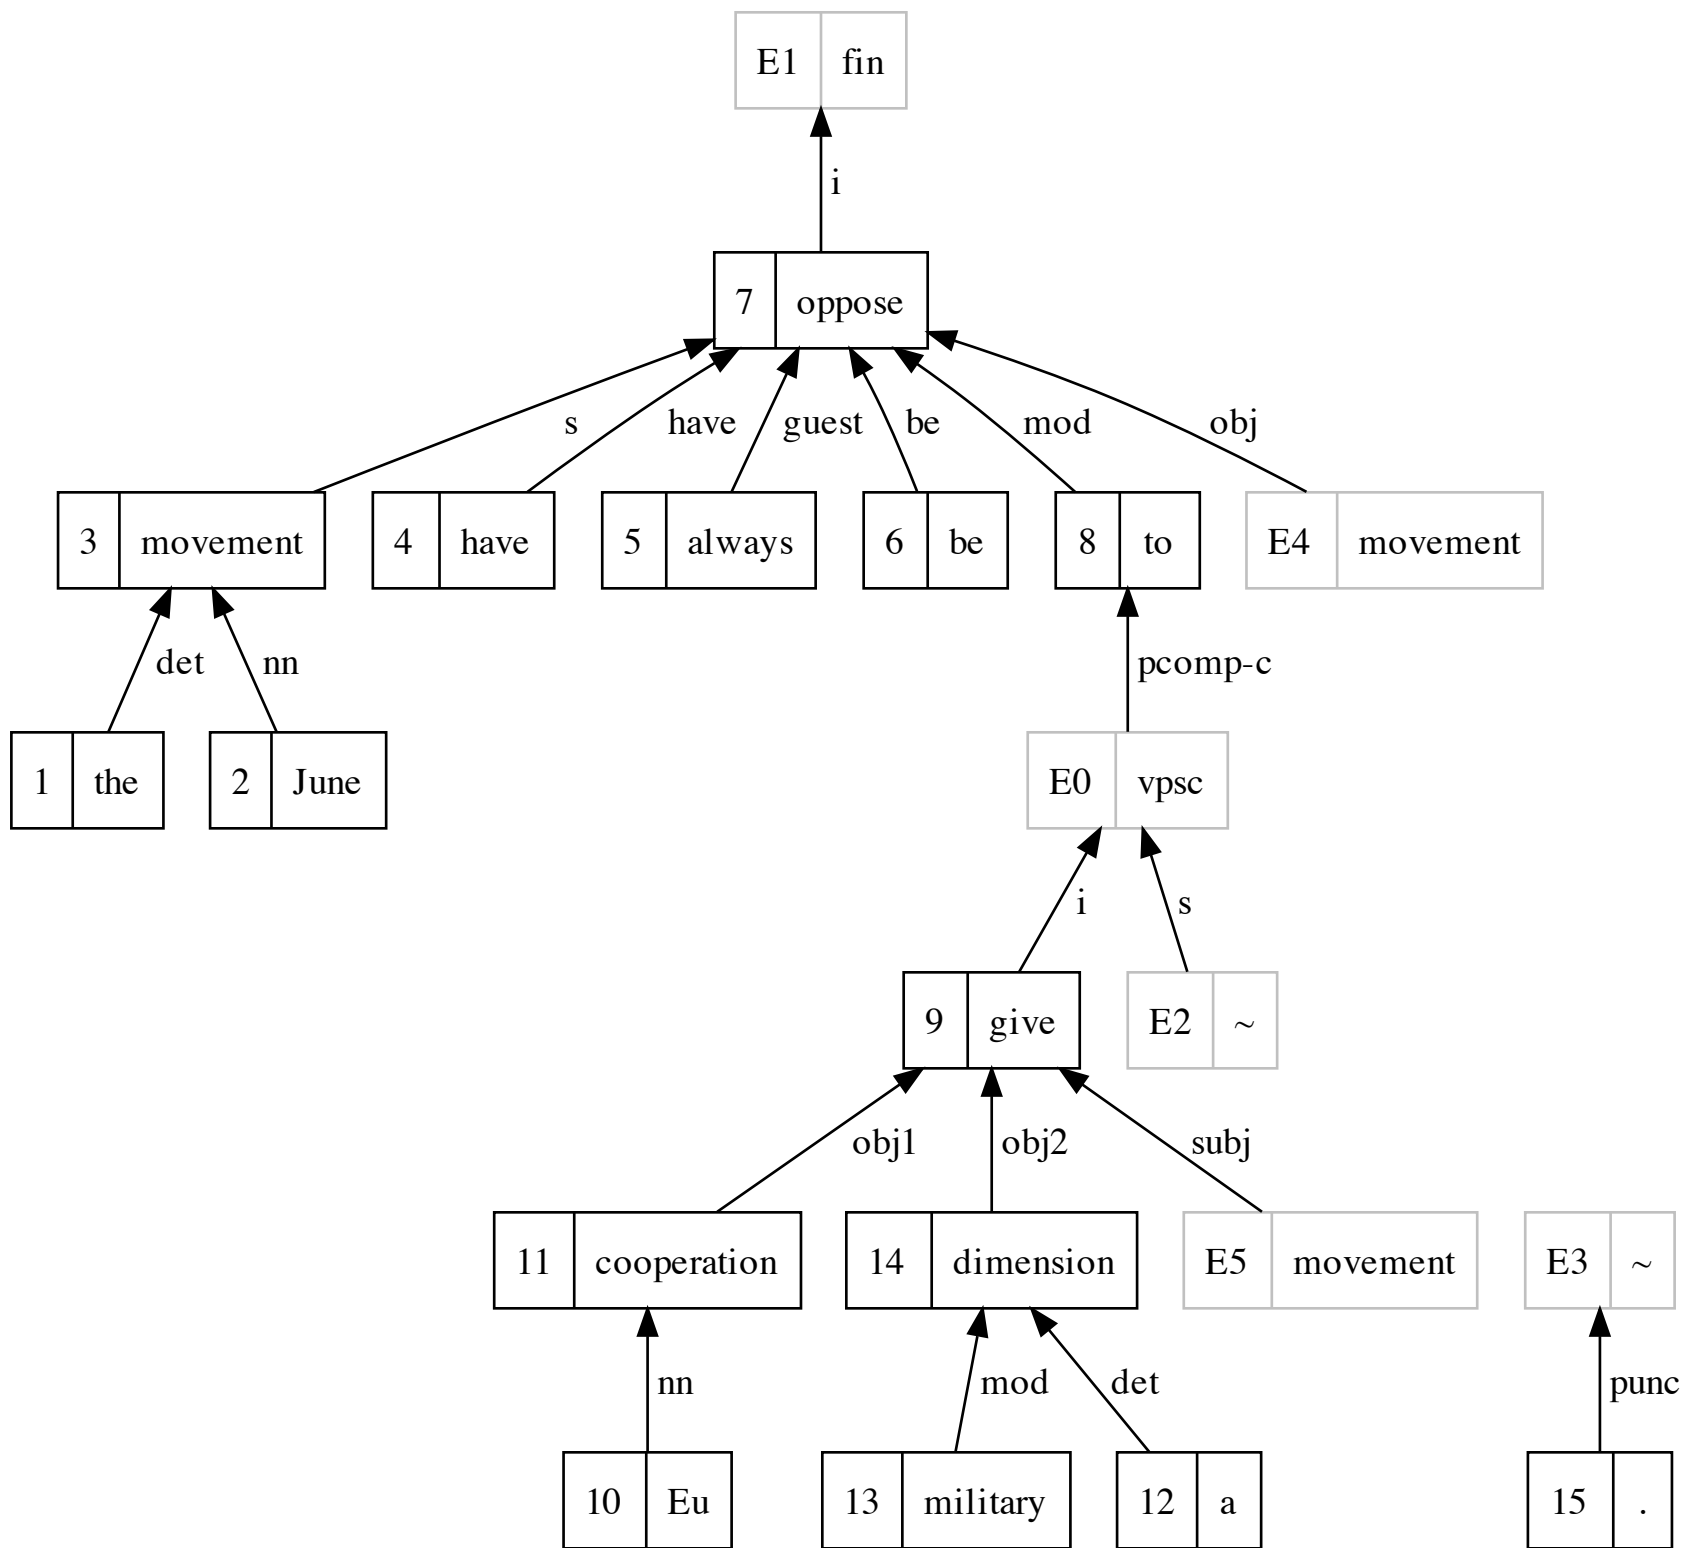 E1 fin
i
7 oppose
s have guest be mod obj
3 movement 4 have 5 always 6 be 8 to E4 movement
det nn pcomp-c
1 the 2 June E0 vpsc
i s
9 give E2 ~
obj1 obj2 subj
11 cooperation 14 dimension E5 movement E3 ~
nn mod det punc
10 Eu 13 military 12 a 15 .